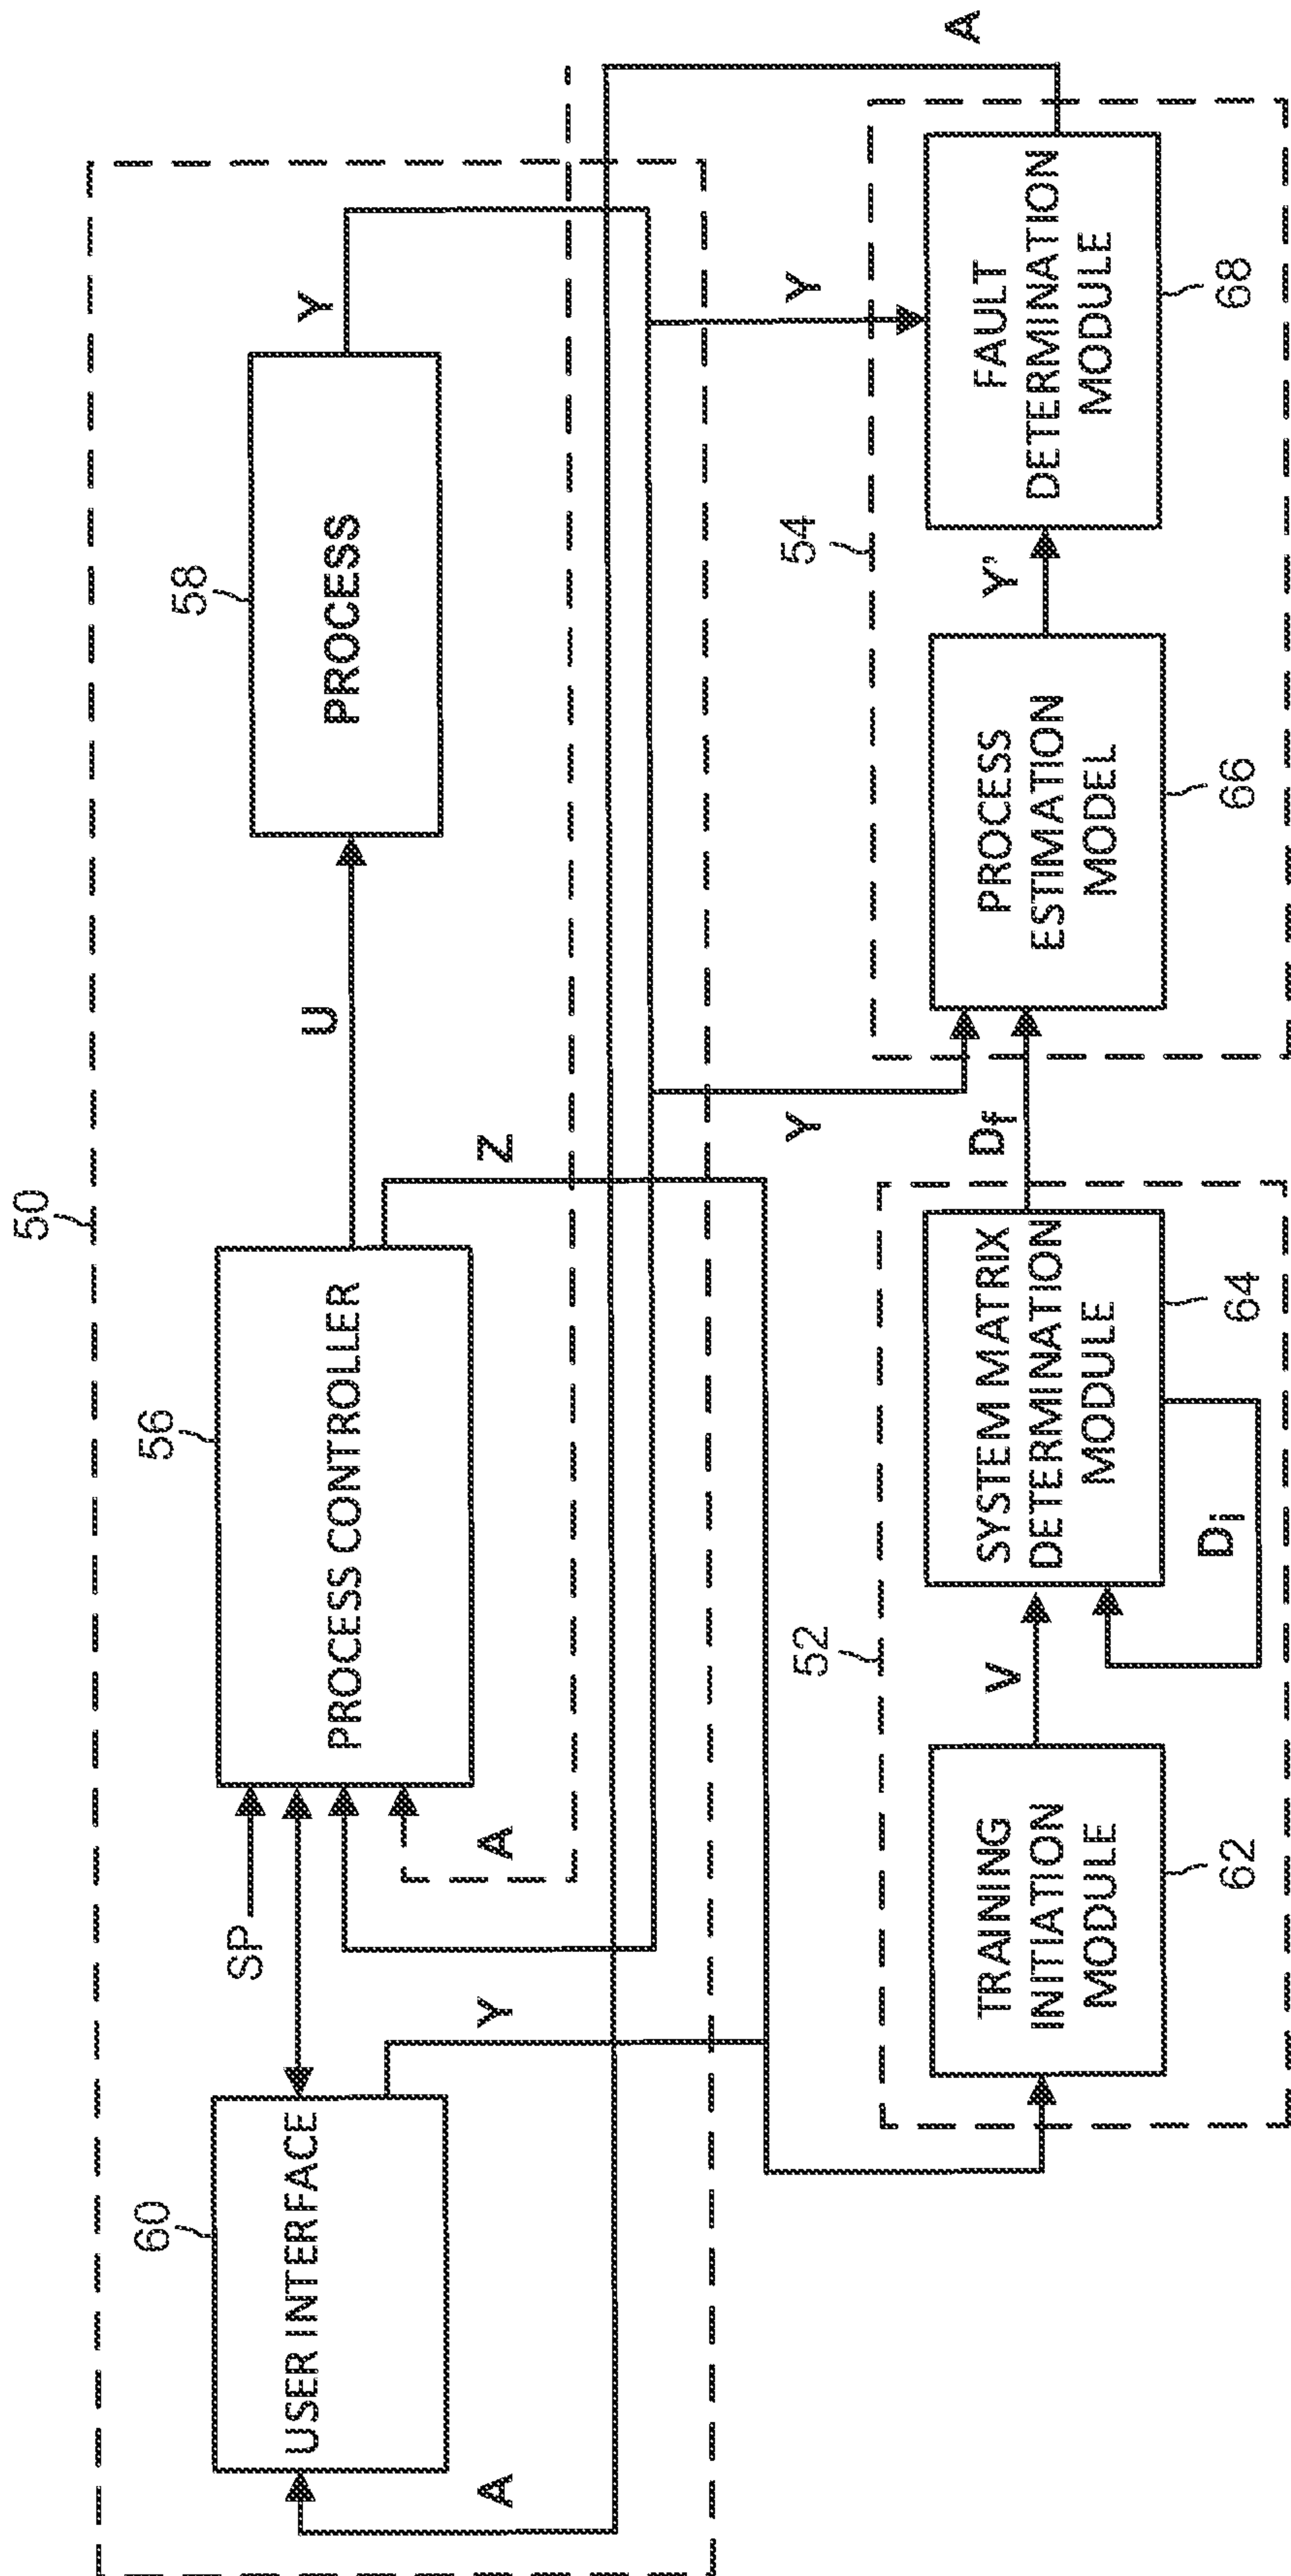 50
60
USER INTERFACE
A
Y
SP
A
56
PROCESS CONTROLLER
Z
U
58
PROCESS
Y
52
TRAINING
INITIATION
MODULE
62
V
SYSTEM MATRIX
DETERMINATION
MODULE
64
Di
Df
Y
54
PROCESS
ESTIMATION
MODEL
66
Y'
Y
FAULT
DETERMINATION
MODULE
68
A